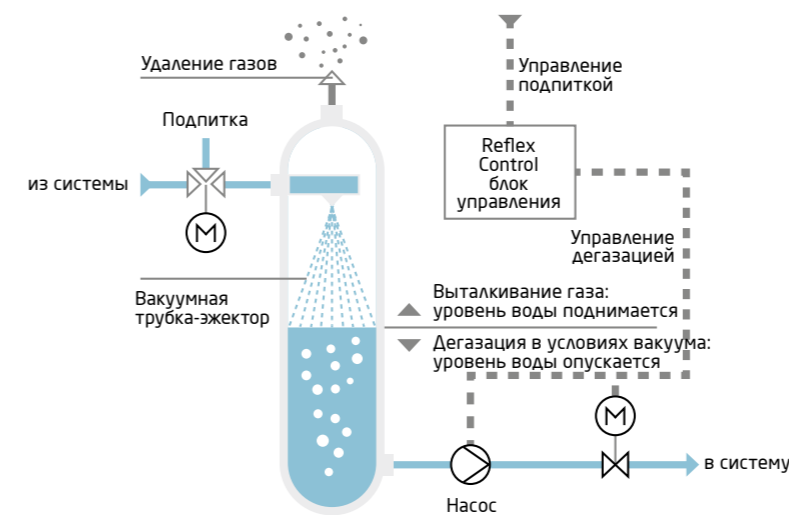 Удаление газов
Управление
подпиткой
Подпитка
Reflex
Control
блок
управления
из системы
M
Управление
дегазацией
Вакуумная
трубка-эжектор
Выталкивание газа:
уровень воды поднимается
Дегазация в условиях вакуума:
уровень воды опускается
M
в систему
Насос